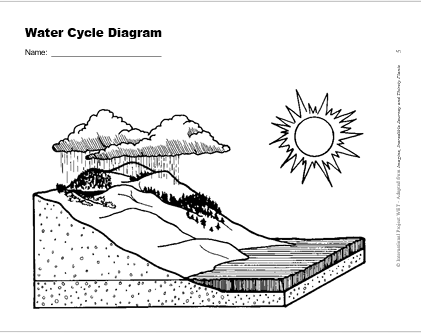 Water Cycle Diagram
Name:
5
© International Project WET - Adapted from Imagine, Incredible Journey and Thirsty Plants